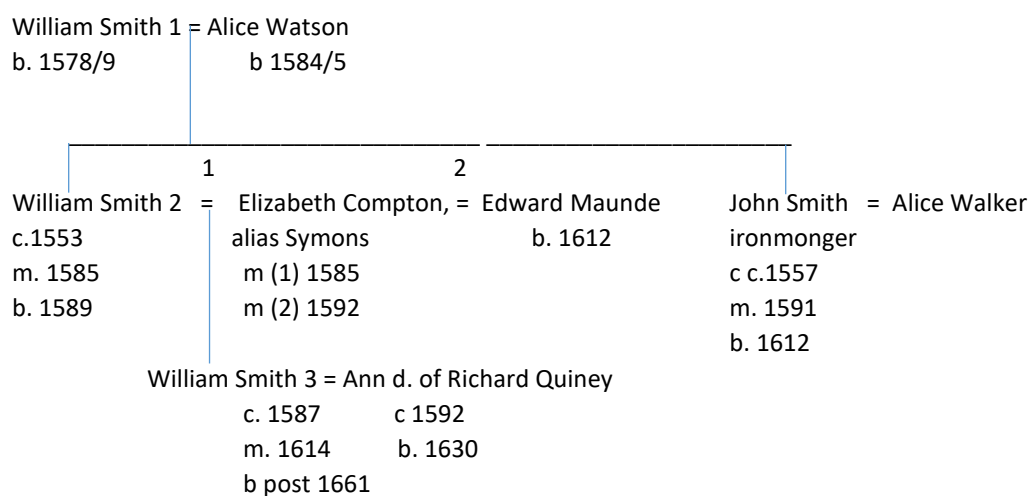 William Smith 1 = Alice Watson
b. 1578/9 b 1584/5
1 2
William Smith 2 = Elizabeth Compton, = Edward Maunde John Smith = Alice Walker
c.1553 alias Symons b. 1612 ironmonger
m. 1585 m (1) 1585 c c.1557
b. 1589 m (2) 1592 m. 1591
b. 1612
William Smith 3 = Ann d. of Richard Quiney
c. 1587 c 1592
m. 1614 b. 1630
b post 1661